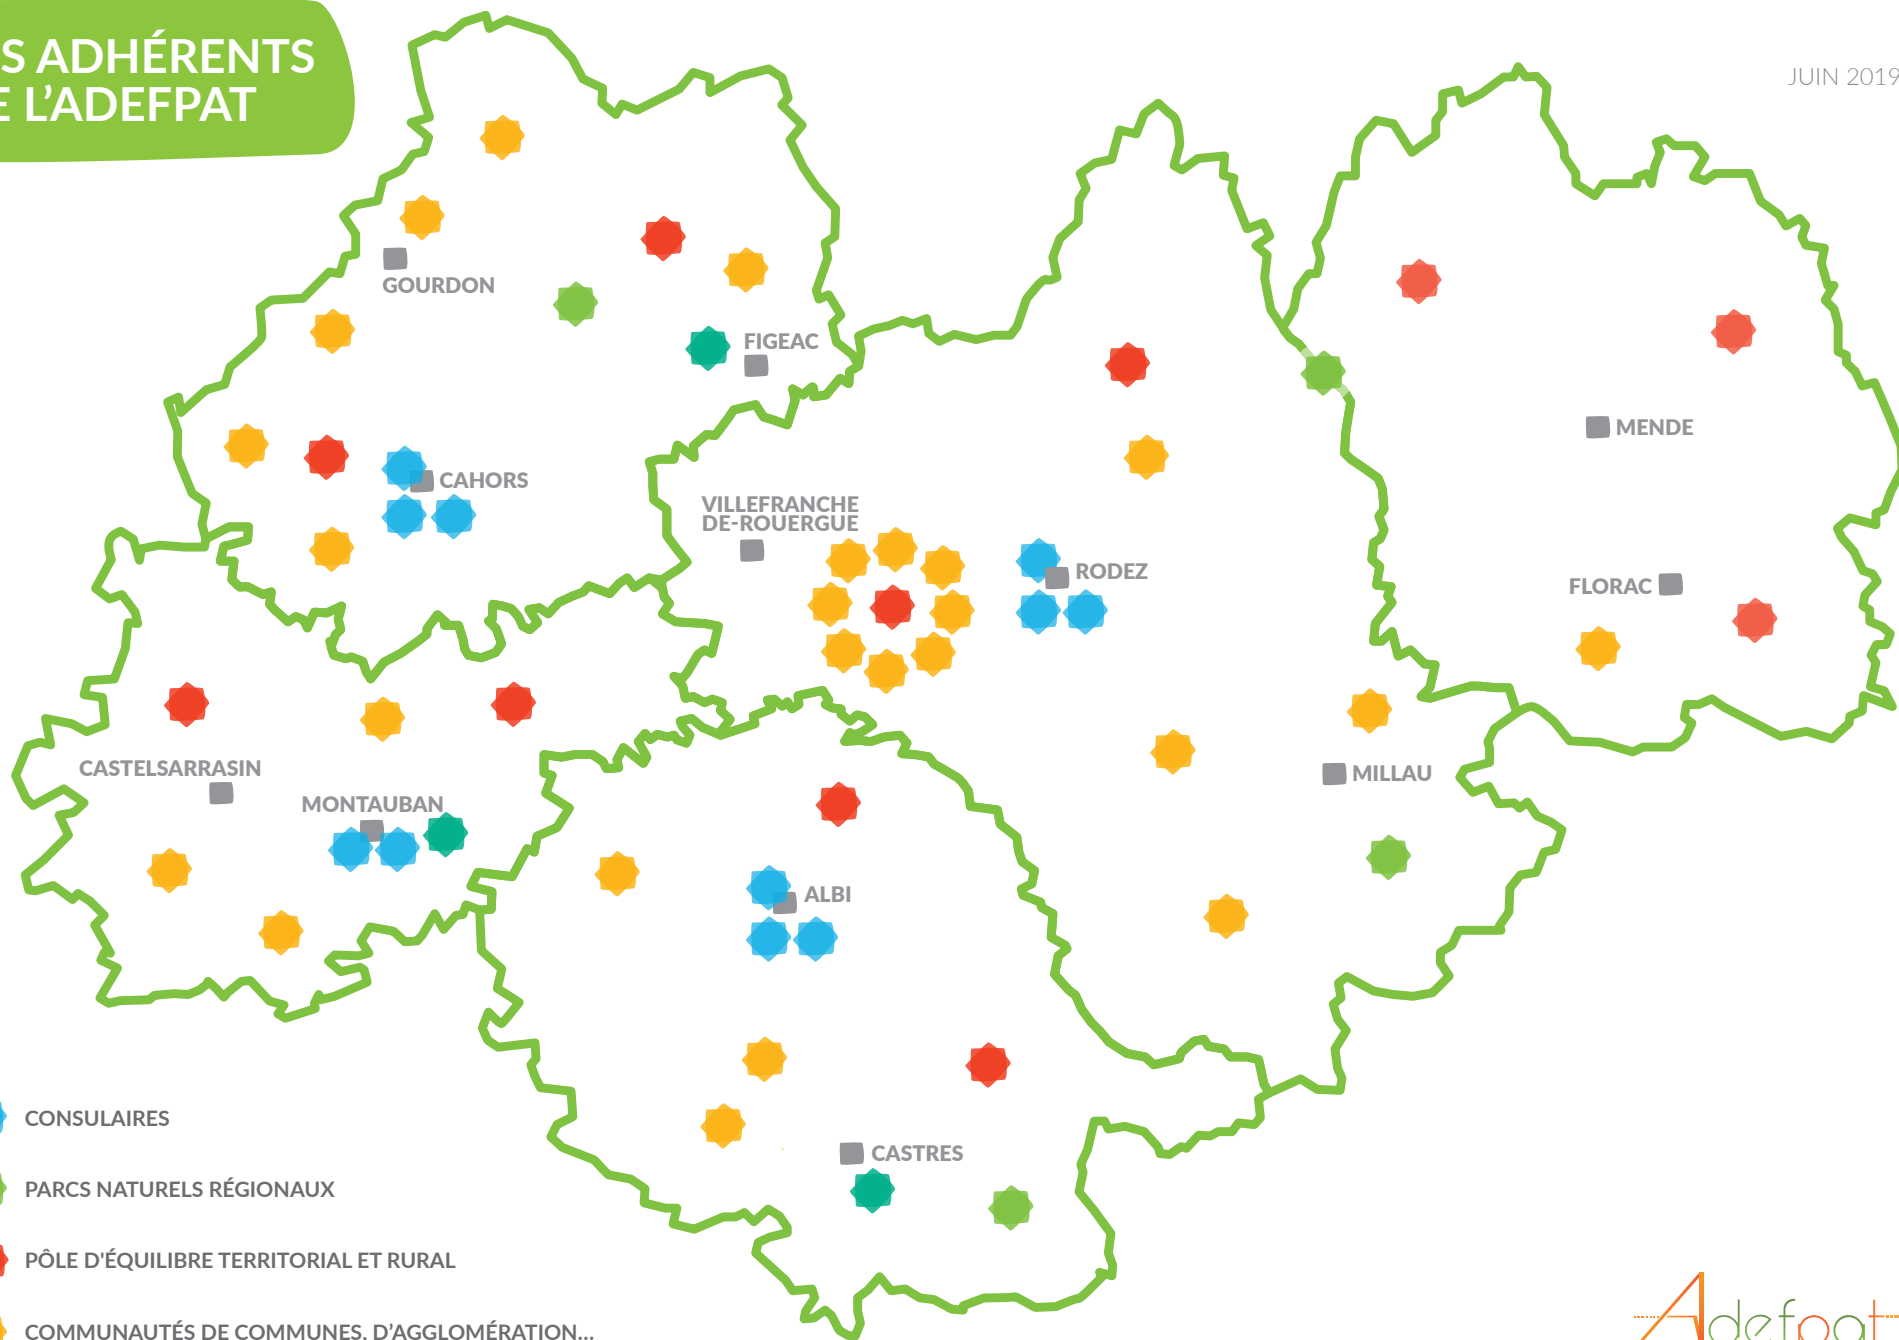 S ADHÉRENTS
E L'ADEFPAT
JUIN 2019
GOURDON
FIGEAC
CAHORS
MENDE
VILLEFRANCHE
DE-ROUERGUE
RODEZ
FLORAC
CASTELSARRASIN
MONTAUBAN
MILLAU
ALBI
CASTRES
CONSULAIRES
PARCS NATURELS RÉGIONAUX
PÔLE D'ÉQUILIBRE TERRITORIAL ET RURAL
COMMUNAUTÉS DE COMMUNES, D'AGGLOMÉRATION...
Adefpat